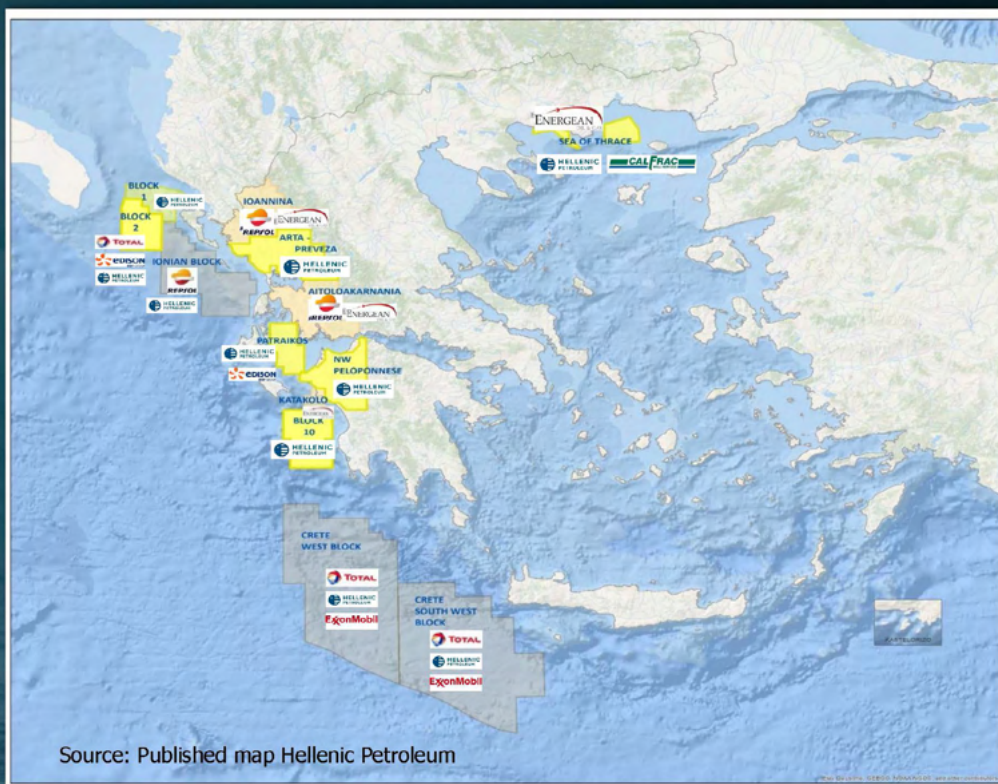 ENERGEAN
SEA OF THRACE
HELLENIC
PETROLEUM
CALFRAC
BLOCK
1
HELLENIC
PETROLEUM
BLOCK
2
TOTAL
EDISON
HELLENIC
PETROLEUM
IONIAN BLOCK
REPSOL
HELLENIC
PETROLEUM
IOANNINA
REPSOL
ENERGEAN
ARTA -
PREVEZA
HELLENIC
PETROLEUM
AITOLOAKARNANIA
REPSOL
ENERGEAN
PATRAIKOS
HELLENIC
PETROLEUM
EDISON
NW
PELOPONNESE
HELLENIC
PETROLEUM
KATAKOLO
ENERGEAN
BLOCK
10
HELLENIC
PETROLEUM
CRETE
WEST BLOCK
TOTAL
HELLENIC
PETROLEUM
ExxonMobil
CRETE
SOUTH WEST
BLOCK
TOTAL
HELLENIC
PETROLEUM
ExxonMobil
KASTELORIZO
Source: Published map Hellenic Petroleum